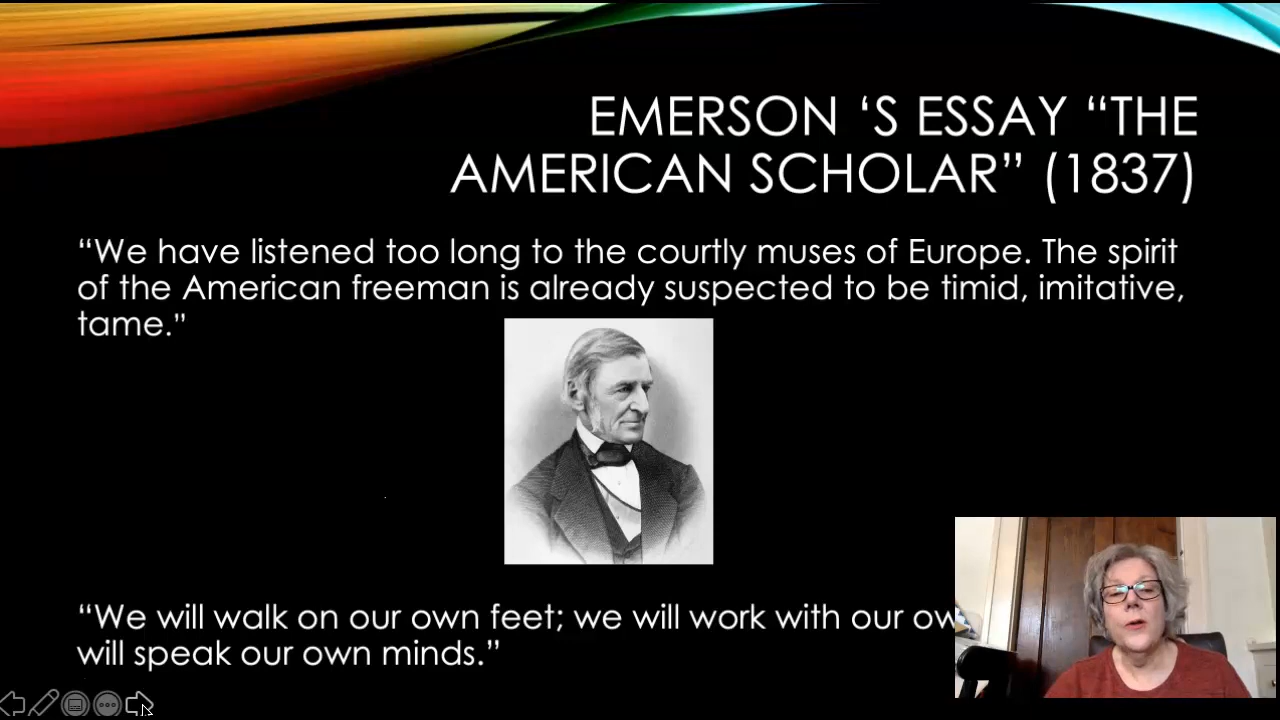 EMERSON ‘S ESSAY “THE
AMERICAN SCHOLAR” (1837)
“We have listened too long to the courtly muses of Europe. The spirit
of the American freeman is already suspected to be timid, imitative,
tame.”
“We will walk on our own feet; we will work with our
will speak our own minds.”